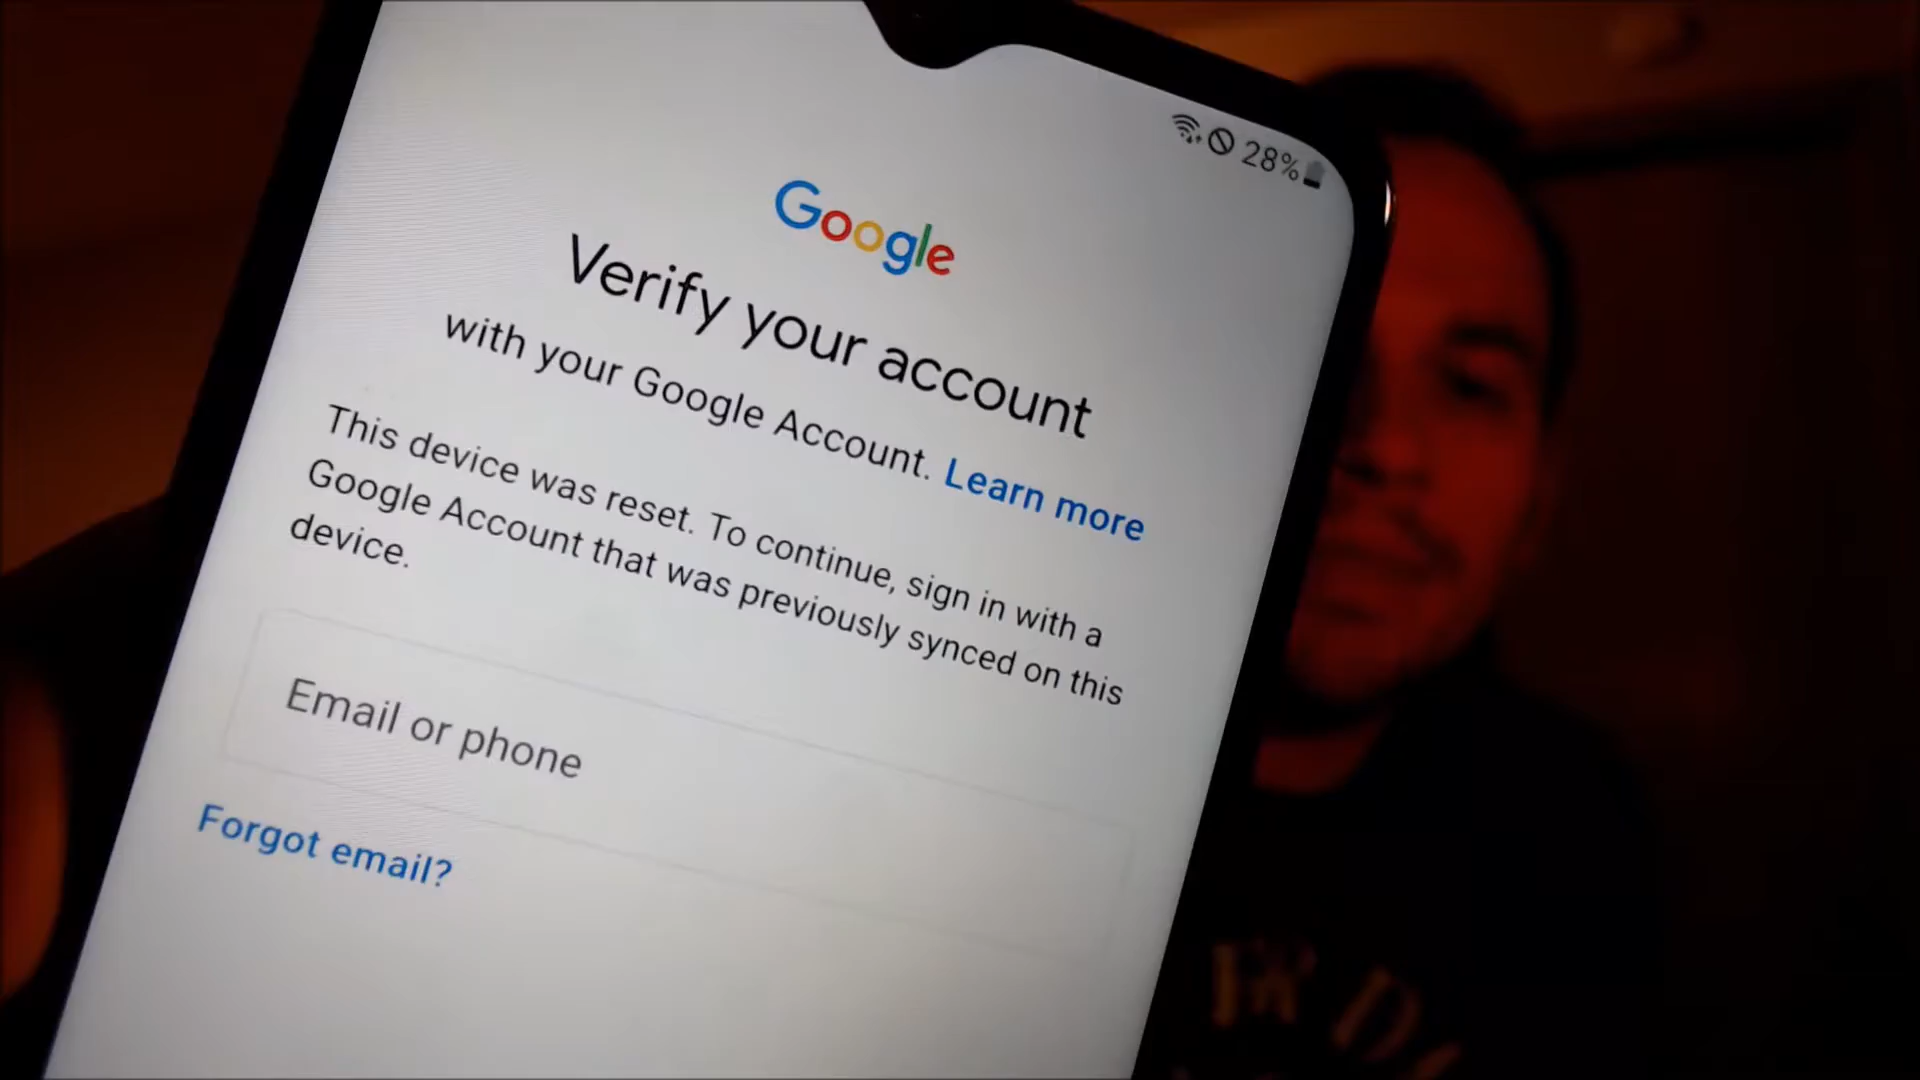 28%
Google
Verify your account
with your Google Account. Learn more
This device was reset. To continue, sign in with a
Google Account that was previously synced on this
device.
Email or phone
Forgot email?